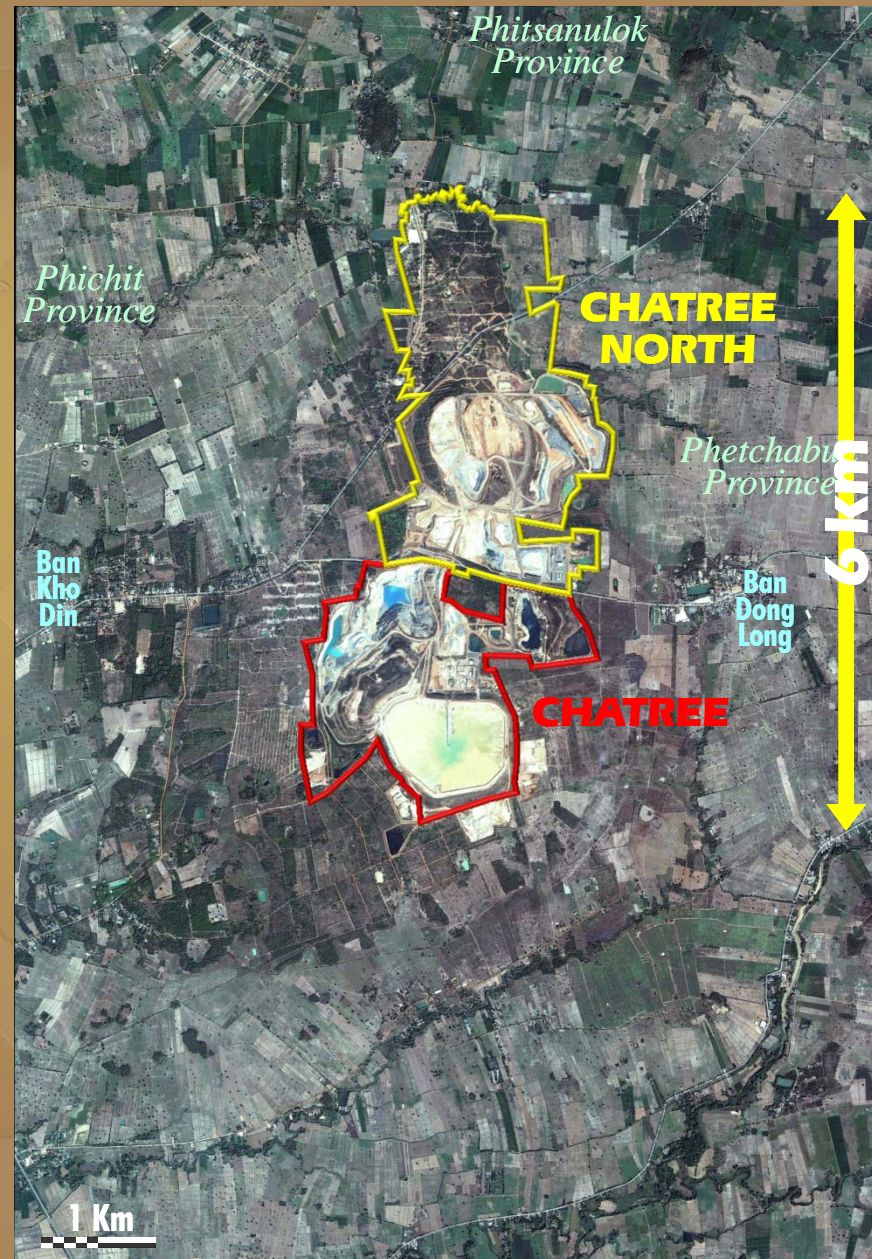 Phitsanulok
Province
Phichit
Province
CHATREE
NORTH
Phetchabu
Province
6 km
Ban
Kho
Din
Ban
Dong
Long
CHATREE
1 Km